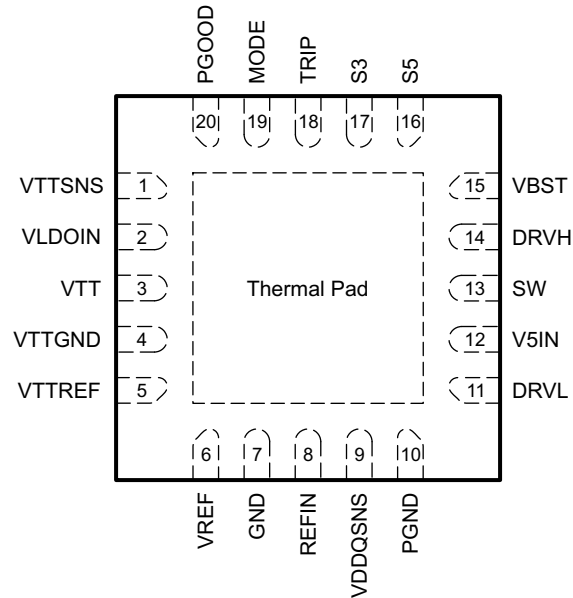 PGOOD
MODE
TRIP
S3
S5
20
19
18
17
16
VTTSNS 1
15 VBST
VLDOIN 2
14 DRVH
VTT 3
Thermal Pad
13 SW
VTTGND 4
12 V5IN
VTTREF 5
11 DRVL
6
7
8
9
10
VREF
GND
REFIN
VDDQSNS
PGND